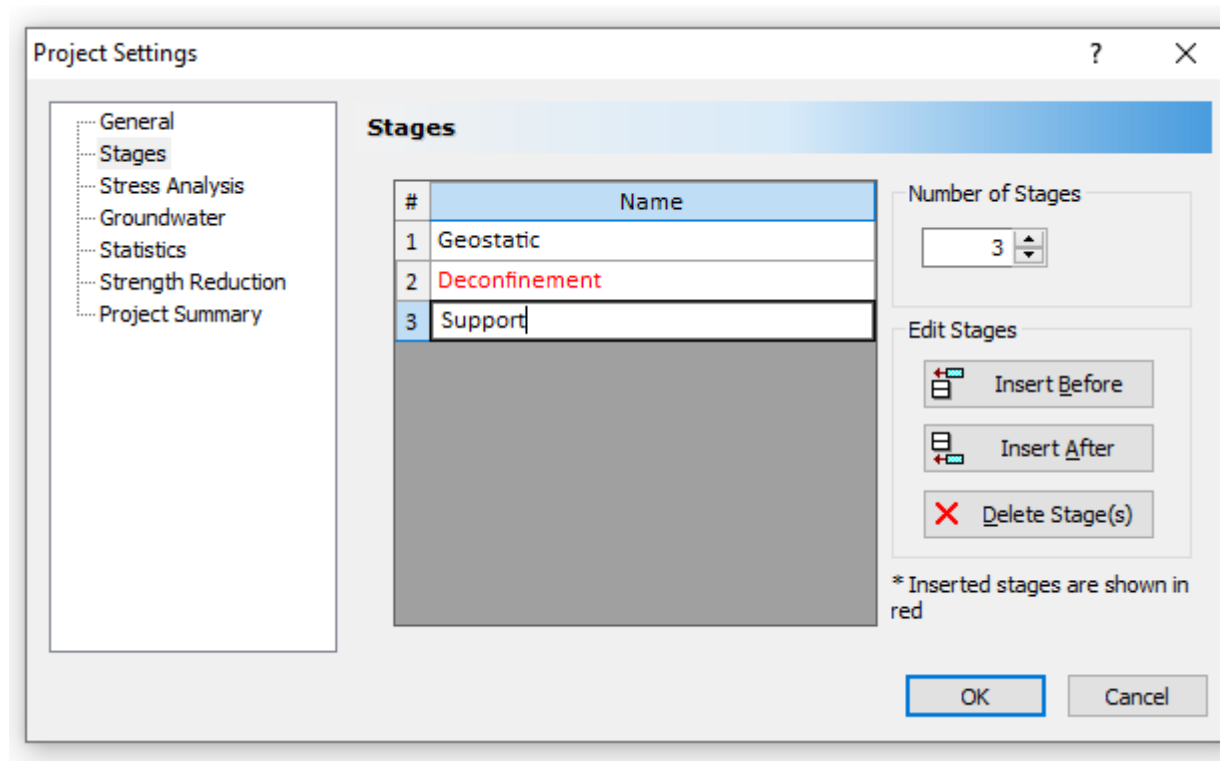 Project Settings
?
General
Stages
Stress Analysis
Groundwater
Statistics
Strength Reduction
Project Summary
Stages
# Name
1 Geostatic
2 Deconfinement
3 Support
Number of Stages
3
Edit Stages
Insert Before
Insert After
Delete Stage(s)
* Inserted stages are shown in
red
OK
Cancel